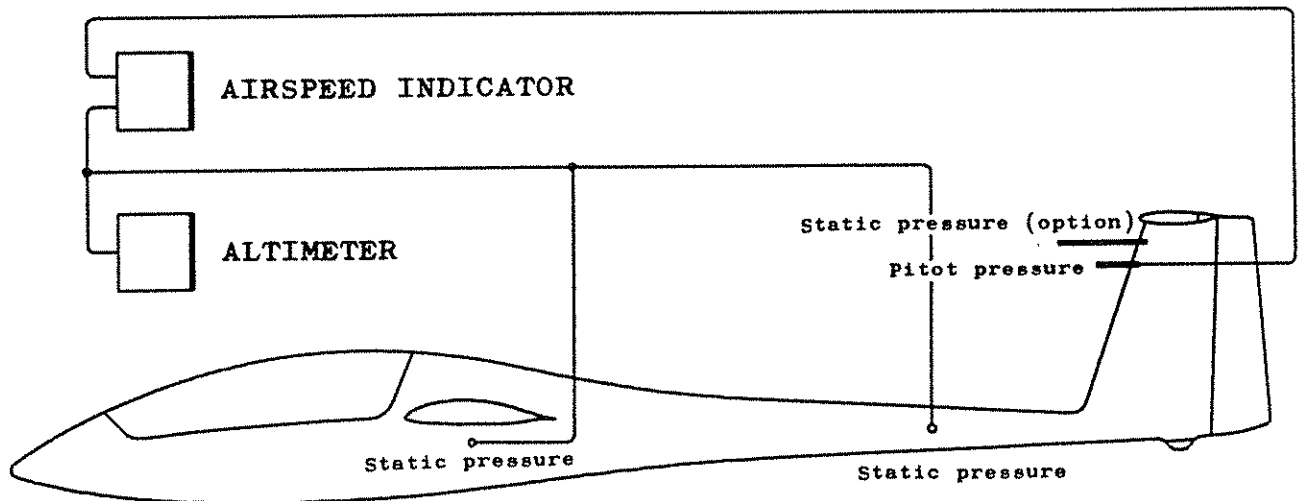 AIRSPEED INDICATOR
Static pressure (option)
ALTIMETER
Pitot pressure
Static pressure
Static pressure